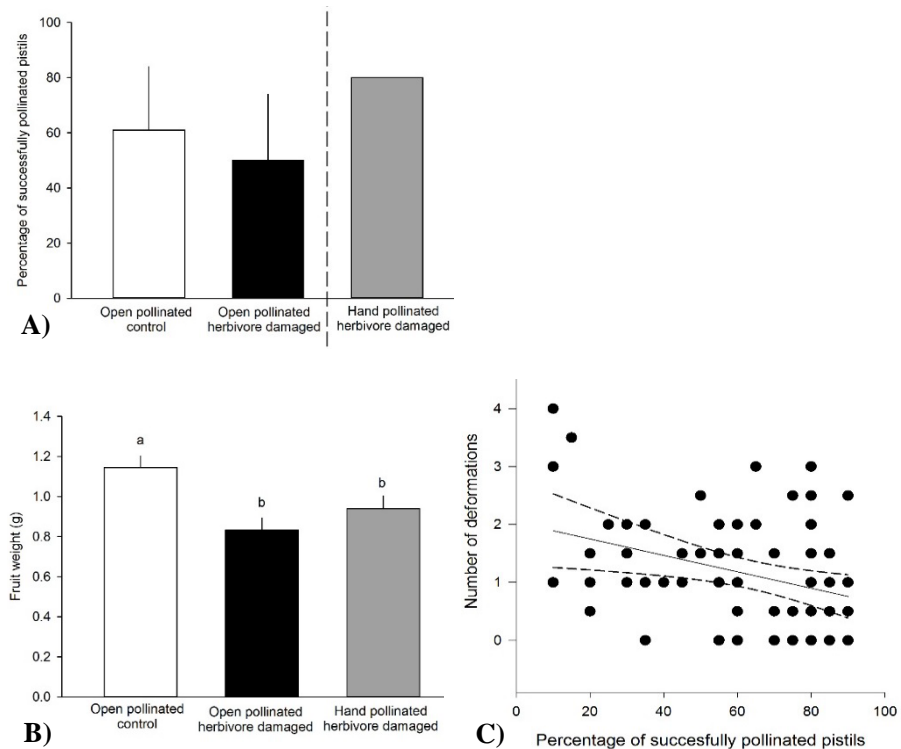 Percentage of successfully pollinated pistils
100
80
60
40
20
0
Open pollinated
control
Open pollinated
herbivore damaged
Hand pollinated
herbivore damaged
A)
Fruit weight (g)
1.4
1.2
1.0
0.8
0.6
0.4
0.2
0.0
a
b
b
Open pollinated
control
Open pollinated
herbivore damaged
Hand pollinated
herbivore damaged
B)
Number of deformations
4
3
2
1
0
0 20 40 60 80 100
Percentage of succesfully pollinated pistils
C)